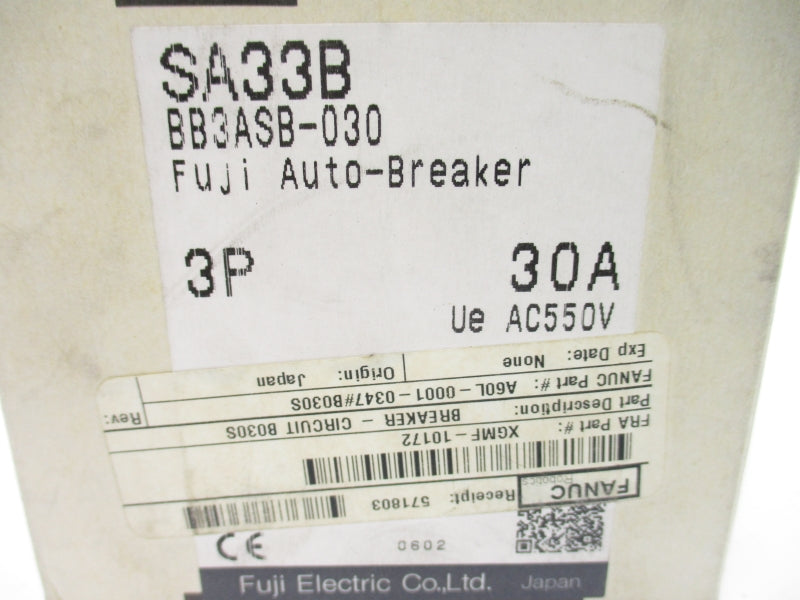 SA33B
BB3ASB-030
Fuji Auto-Breaker
3P 30A
Ue AC550V
FANUC Robotics Receipt: 571803
FRA Part #: XGMF-10172
Part Description: BREAKER - CIRCUIT B030S
FANUC Part #: A60L-0001-0347#B030S Rev:
Exp Date: None Origin: Japan
CE 0602
Fuji Electric Co.,Ltd. Japan